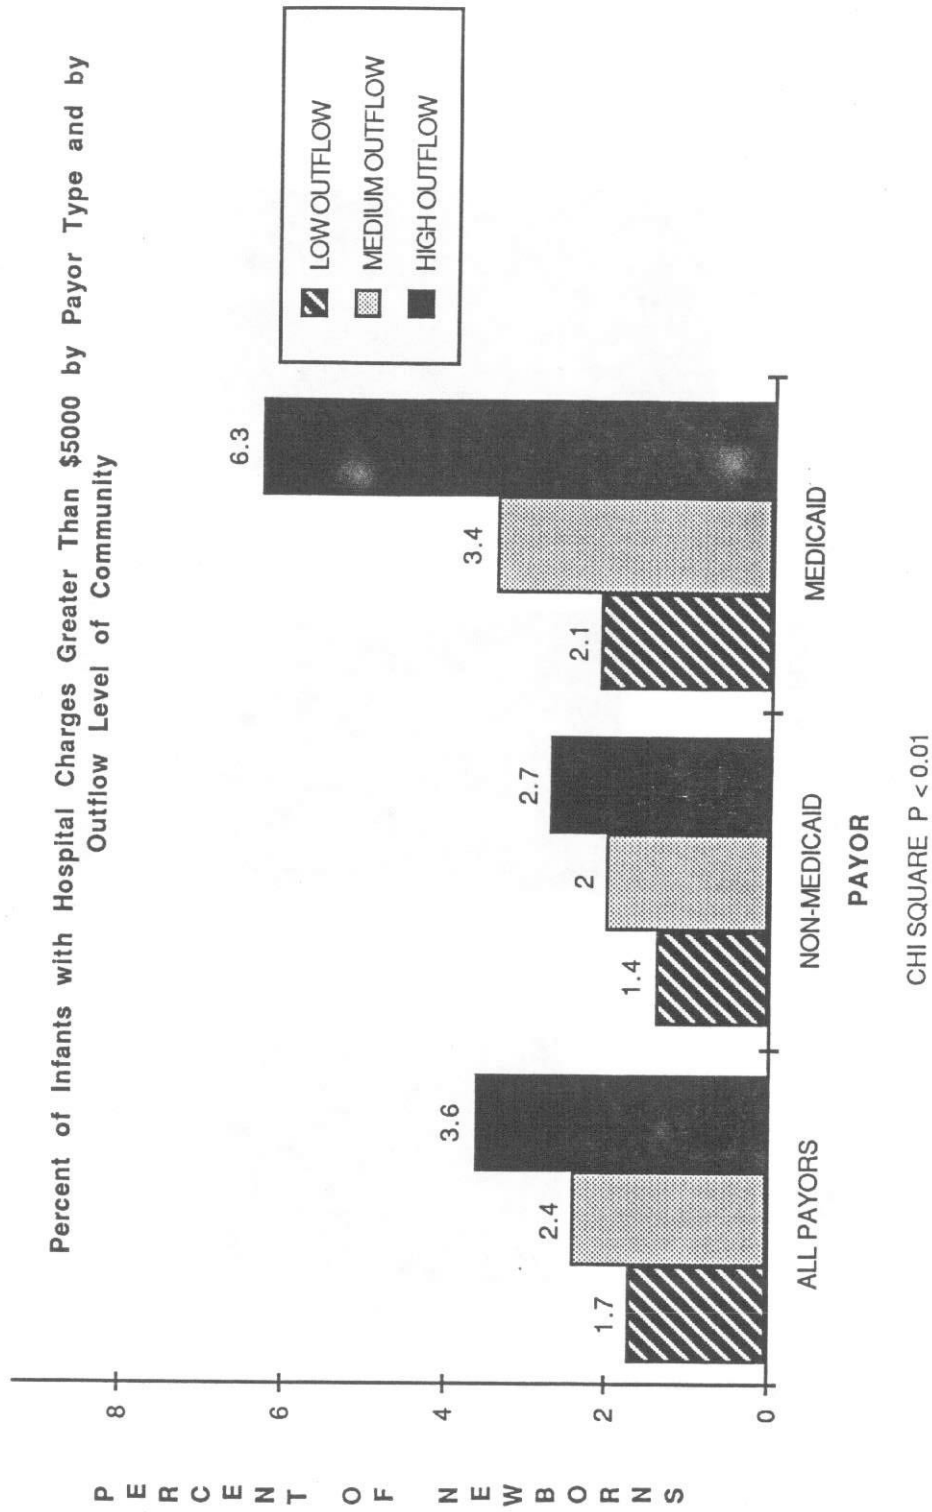 Percent of Infants with Hospital Charges Greater Than $5000 by Payor Type and by
Outflow Level of Community
LOW OUTFLOW
MEDIUM OUTFLOW
HIGH OUTFLOW
PERCENT OF NEWBORNS
8
6
4
2
0
1.7
2.4
3.6
1.4
2
2.7
2.1
3.4
6.3
ALL PAYORS
NON-MEDICAID
MEDICAID
PAYOR
CHI SQUARE P < 0.01